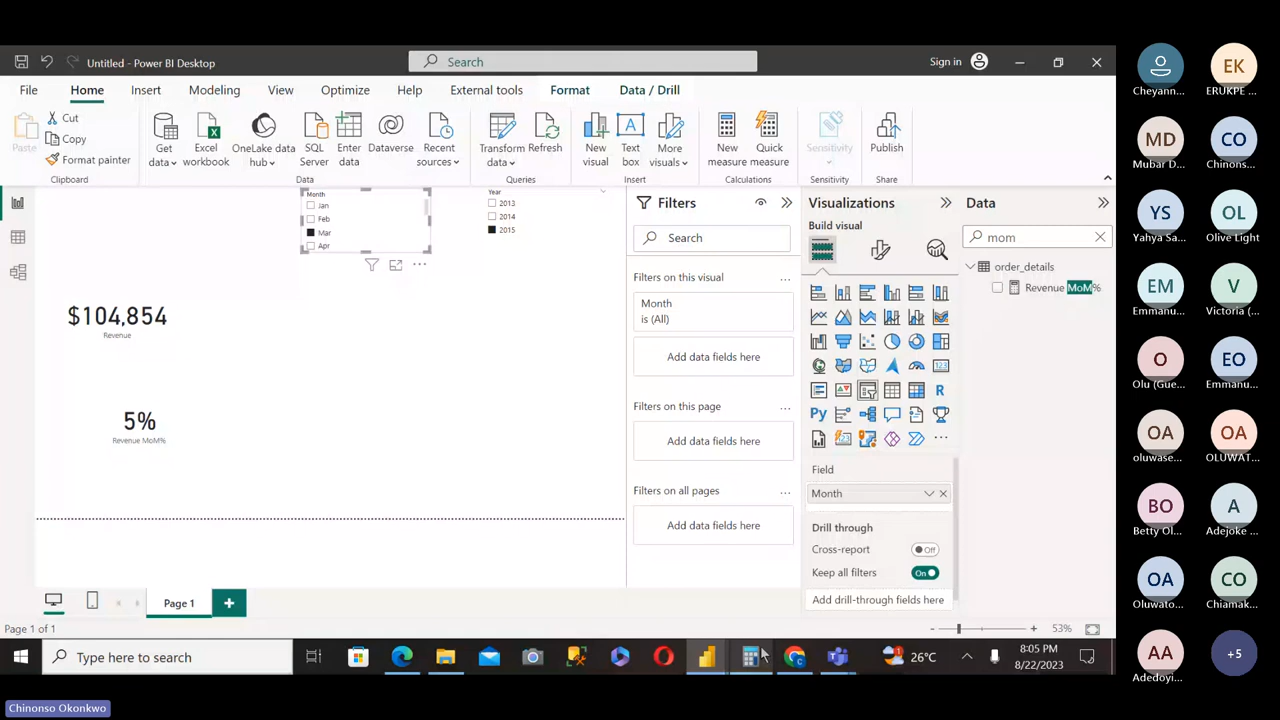 Untitled - Power BI Desktop
Search
Sign in
File
Home
Insert
Modeling
View
Optimize
Help
External tools
Format
Data / Drill
Paste
Cut
Copy
Format painter
Clipboard
Get data
Excel workbook
OneLake data hub
SQL Server
Enter data
Dataverse
Recent sources
Data
Transform data
Refresh
Queries
New visual
Text box
More visuals
Insert
New measure
Quick measure
Calculations
Sensitivity
Sensitivity
Publish
Share
Month
Jan
Feb
Mar
Apr
Year
2013
2014
2015
$104,854
Revenue
5%
Revenue MoM%
Filters
Search
Filters on this visual
Month
is (All)
Add data fields here
Filters on this page
Add data fields here
Filters on all pages
Add data fields here
Visualizations
Build visual
R
Py
123
Field
Month
Drill through
Cross-report
Off
Keep all filters
On
Add drill-through fields here
Data
mom
order_details
Revenue MoM%
Page 1
Page 1 of 1
53%
Type here to search
26°C
8:05 PM
8/22/2023
Cheyann...
EK
ERUKPE ...
MD
Mubar D...
CO
Chinons...
YS
Yahya Sa...
OL
Olive Light
EM
Emmanu...
V
Victoria (...
O
Olu (Gue...
EO
Emmanu...
OA
oluwase...
OA
OLUWAT...
BO
Betty Ol...
A
Adejoke ...
OA
Oluwato...
CO
Chiamak...
AA
Adedoyi...
+5
Chinonso Okonkwo